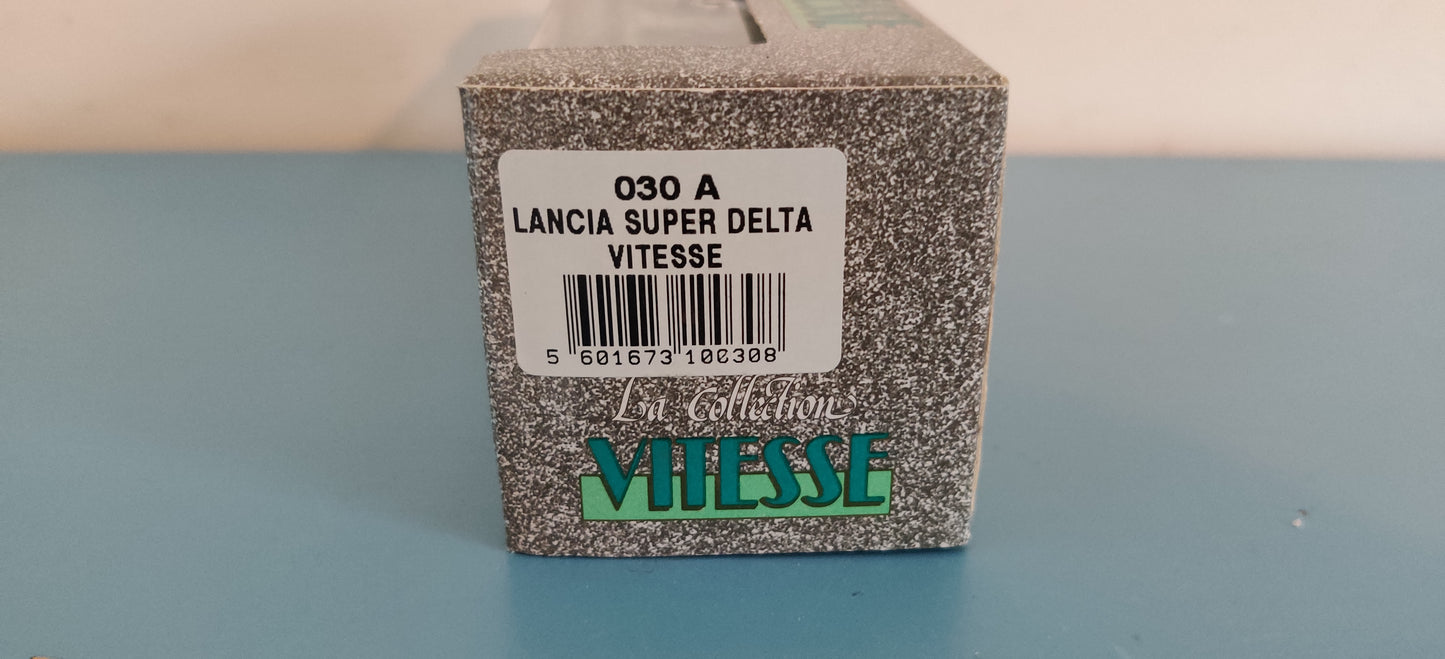 030 A
LANCIA SUPER DELTA
VITESSE
5 601673 100308
La Collection
VITESSE